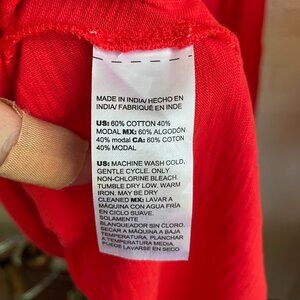 MADE IN INDIA/ HECHO EN
INDIA/ FABRIQUÉ EN INDE
US: 60% COTTON 40%
MODAL MX: 60% ALGODÓN
40% modal CA: 60% COTON
40% MODAL
US: MACHINE WASH COLD,
GENTLE CYCLE. ONLY
NON-CHLORINE BLEACH.
TUMBLE DRY LOW. WARM
IRON. MAY BE DRY
CLEANED MX: LAVAR A
MÁQUINA CON AGUA FRÍA
EN CICLO SUAVE.
SOLAMENTE
BLANQUEADOR SIN CLORO.
SECAR A MÁQUINA A BAJA
TEMPERATURA. PLANCHAR
A TEMPERATURA MEDIA.
PUEDE LAVARSE EN SECO